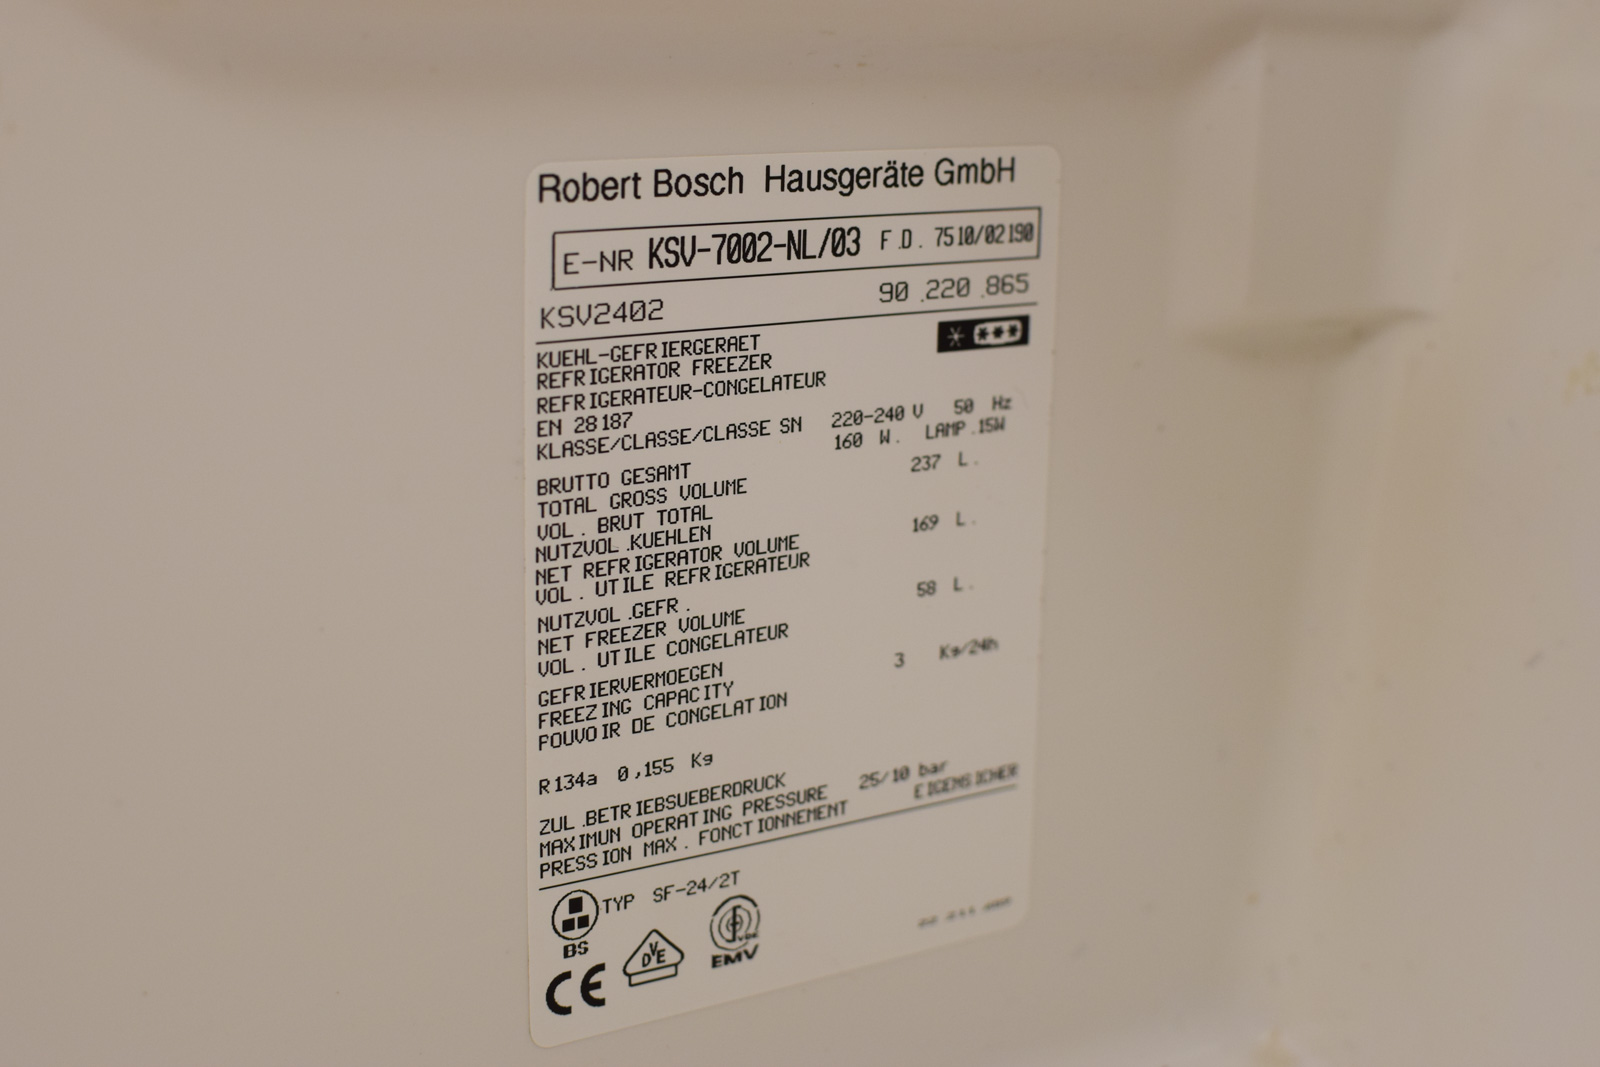 Robert Bosch Hausgeräte GmbH
E-NR KSV-7002-NL/03 F.D. 7510/02190
KSV2402 90.220.865
* ***
KUEHL-GEFRIERGERAET
REFRIGERATOR FREEZER
REFRIGERATEUR-CONGELATEUR
EN 28187
KLASSE/CLASSE/CLASSE SN 220-240 V 50 Hz
160 W. LAMP.15W
BRUTTO GESAMT 237 L.
TOTAL GROSS VOLUME
VOL. BRUT TOTAL
NUTZVOL.KUEHLEN 169 L.
NET REFRIGERATOR VOLUME
VOL. UTILE REFRIGERATEUR
NUTZVOL.GEFR. 58 L.
NET FREEZER VOLUME
VOL. UTILE CONGELATEUR
GEFRIERVERMOEGEN 3 Kg/24h
FREEZING CAPACITY
POUVOIR DE CONGELATION
R134a 0,155 Kg
ZUL.BETRIEBSUEBERDRUCK 25/10 bar
MAXIMUN OPERATING PRESSURE EIGENSICHER
PRESSION MAX. FONCTIONNEMENT
TYP SF-24/2T
BS
DVE
VDE
EMV
CE